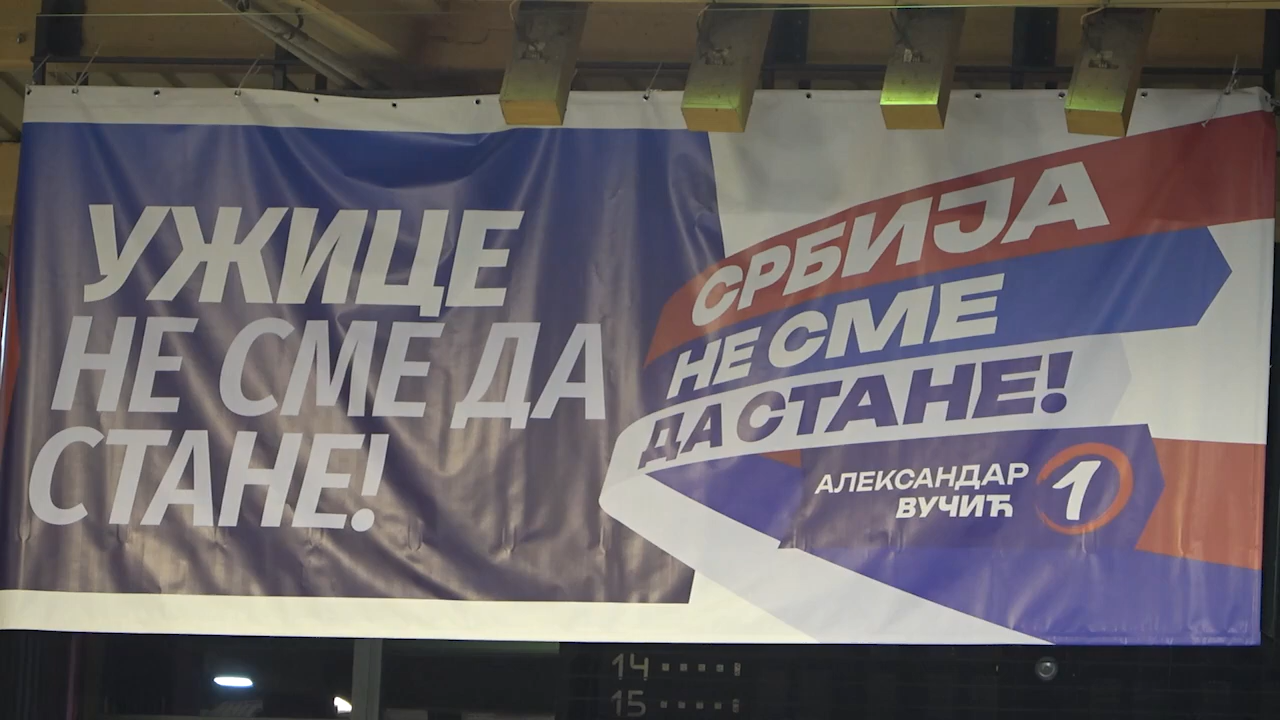 УЖИЦЕ
НЕ СМЕ ДА
СТАНЕ!
СРБИЈА
НЕ СМЕ
ДА СТАНЕ!
АЛЕКСАНДАР
ВУЧИЋ
1
14
15